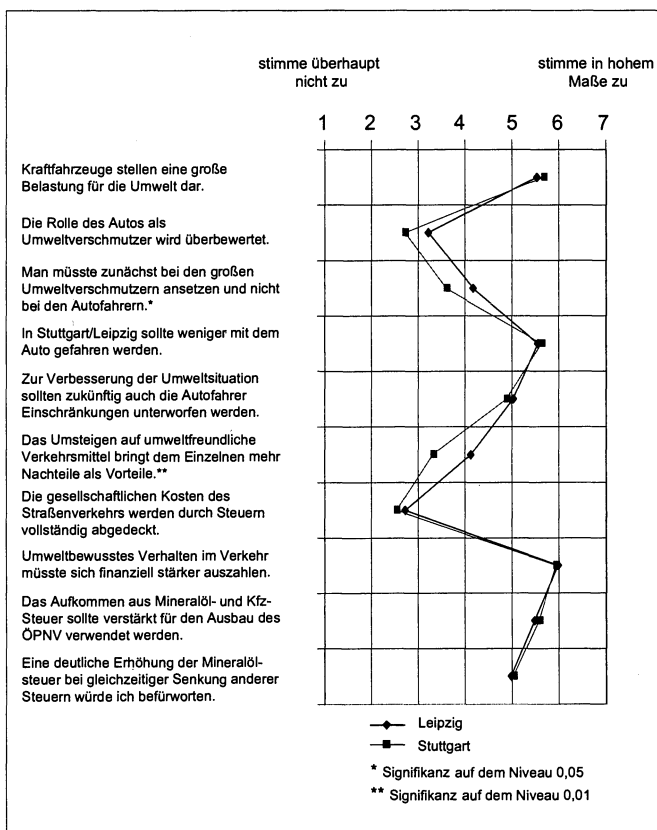 stimme überhaupt
nicht zu
stimme in hohem
Maße zu
1 2 3 4 5 6 7
Kraftfahrzeuge stellen eine große
Belastung für die Umwelt dar.
Die Rolle des Autos als
Umweltverschmutzer wird überbewertet.
Man müsste zunächst bei den großen
Umweltverschmutzern ansetzen und nicht
bei den Autofahrern.*
In Stuttgart/Leipzig sollte weniger mit dem
Auto gefahren werden.
Zur Verbesserung der Umweltsituation
sollten zukünftig auch die Autofahrer
Einschränkungen unterworfen werden.
Das Umsteigen auf umweltfreundliche
Verkehrsmittel bringt dem Einzelnen mehr
Nachteile als Vorteile.**
Die gesellschaftlichen Kosten des
Straßenverkehrs werden durch Steuern
vollständig abgedeckt.
Umweltbewusstes Verhalten im Verkehr
müsste sich finanziell stärker auszahlen.
Das Aufkommen aus Mineralöl- und Kfz-
Steuer sollte verstärkt für den Ausbau des
ÖPNV verwendet werden.
Eine deutliche Erhöhung der Mineralöl-
steuer bei gleichzeitiger Senkung anderer
Steuern würde ich befürworten.
Leipzig
Stuttgart
* Signifikanz auf dem Niveau 0,05
** Signifikanz auf dem Niveau 0,01